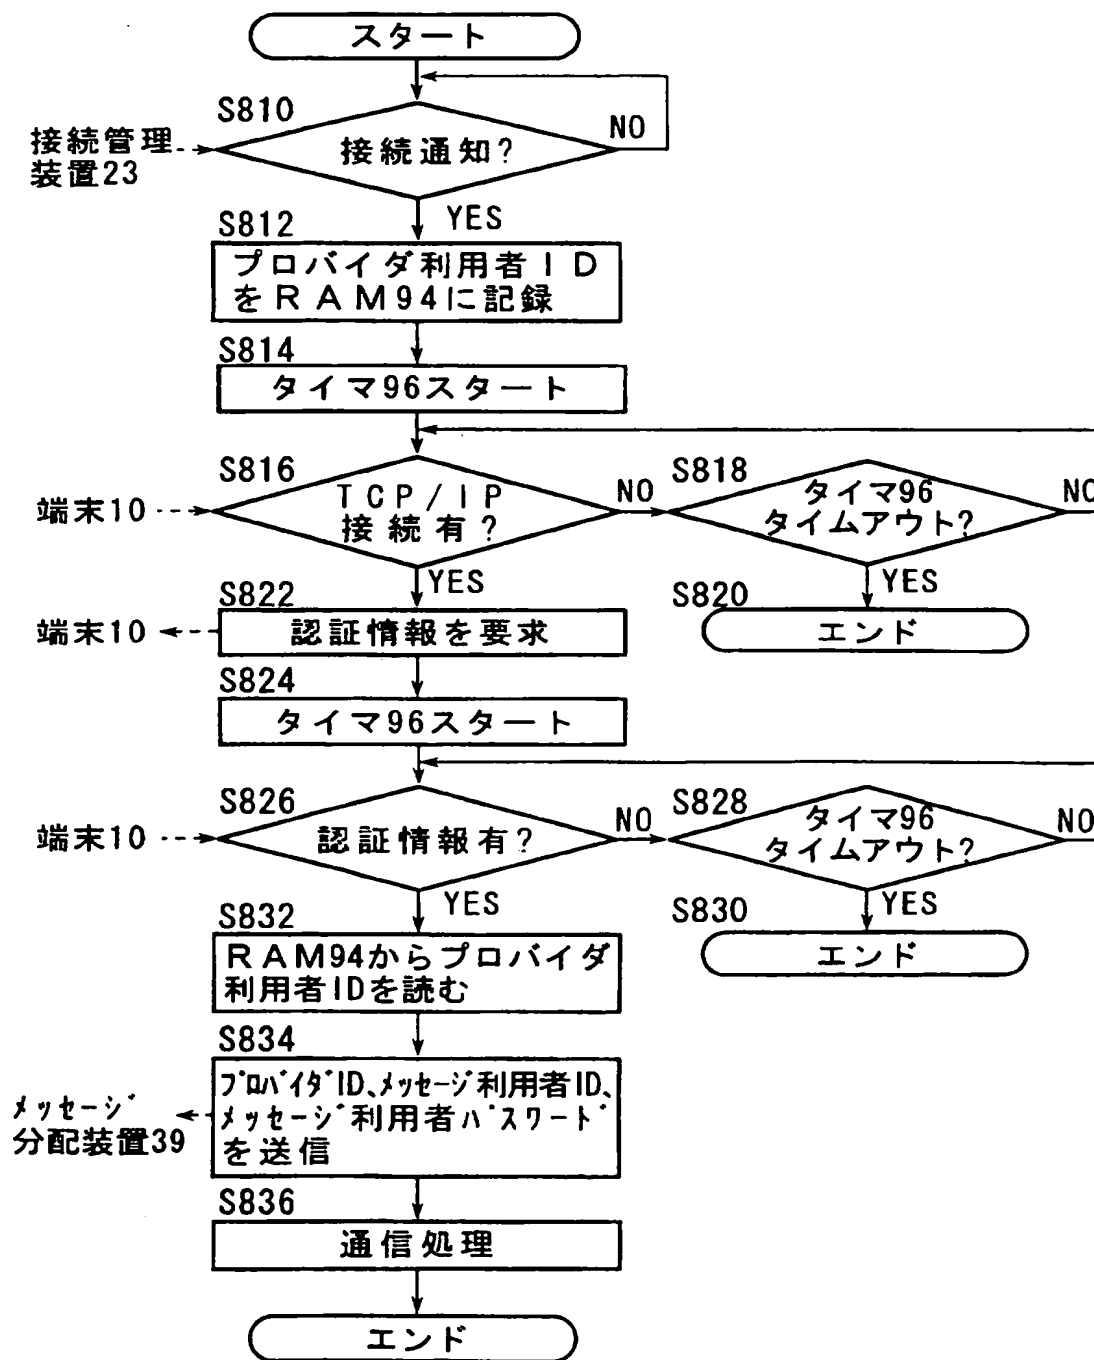 スタート
S810
接続管理
装置23
接続通知?
NO
YES
S812
プロバイダ利用者ID
をRAM94に記録
S814
タイマ96スタート
S816
端末10
TCP/IP
接続有?
NO
S818
タイマ96
タイムアウト?
NO
YES
YES
S822
端末10
認証情報を要求
S820
エンド
S824
タイマ96スタート
S826
端末10
認証情報有?
NO
S828
タイマ96
タイムアウト?
NO
YES
YES
S832
RAM94からプロバイダ
利用者IDを読む
S830
エンド
S834
プロバイダID、メッセージ利用者ID、
メッセージ利用者パスワード
を送信
メッセージ
分配装置39
S836
通信処理
エンド